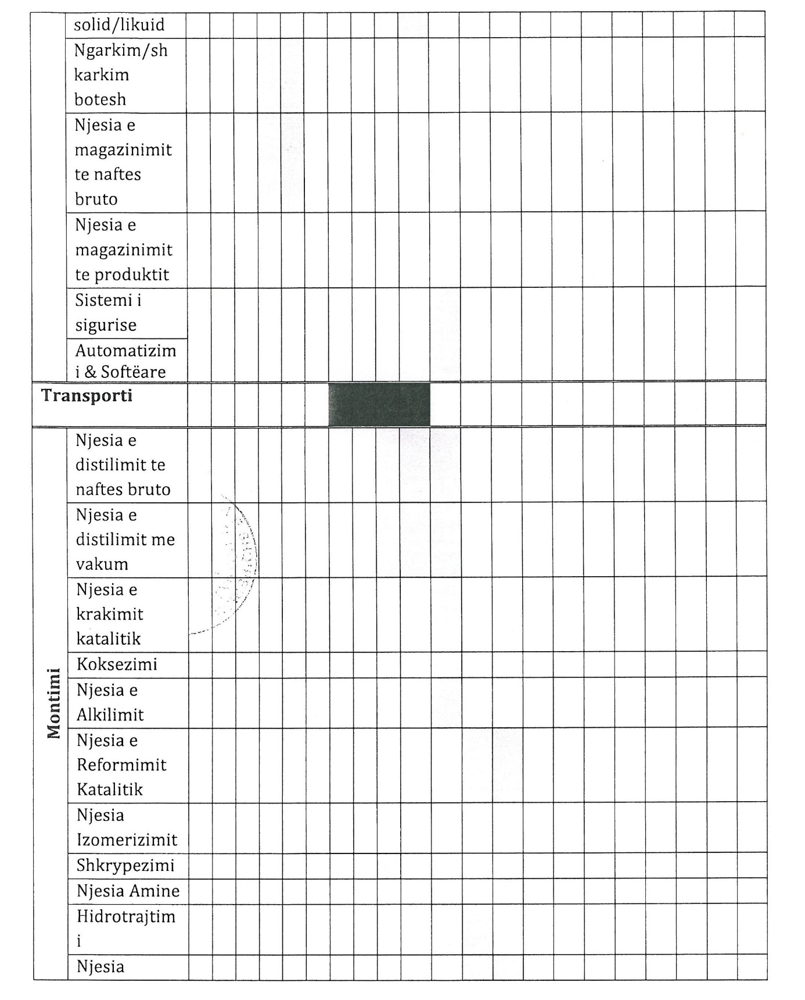 solid/likuid
Ngarkim/sh
karkim
botesh
Njesia e
magazinimit
te naftes
bruto
Njesia e
magazinimit
te produktit
Sistemi i
sigurise
Automatizim
i & Softëare
Transporti
Montimi
Njesia e
distilimit te
naftes bruto
Njesia e
distilimit me
vakum
Njesia e
krakimit
katalitik
Koksezimi
Njesia e
Alkilimit
Njesia e
Reformimit
Katalitik
Njesia
Izomerizimit
Shkrypezimi
Njesia Amine
Hidrotrajtim
i
Njesia